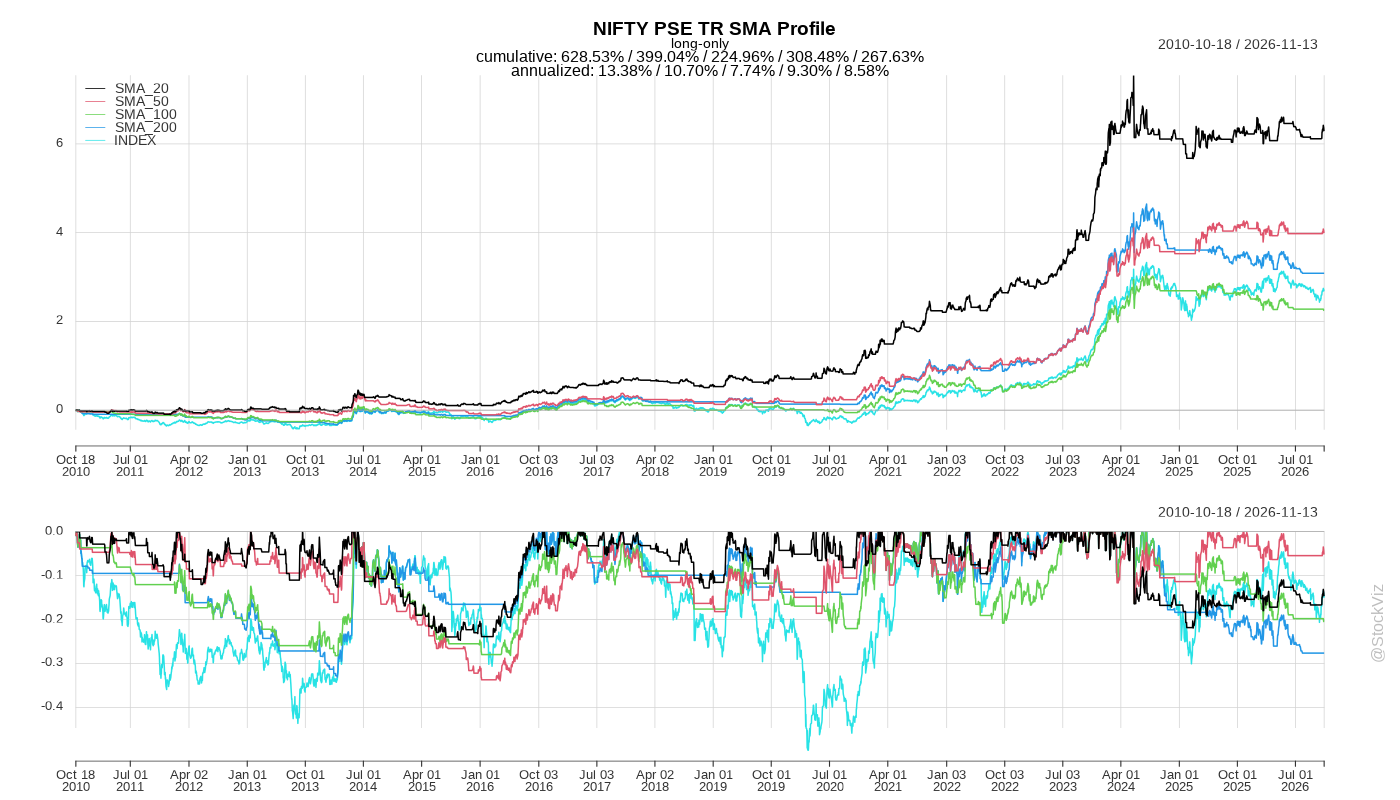 NIFTY PSE TR SMA Profile
long-only
2010-10-18 / 2026-11-13
cumulative: 628.53% / 399.04% / 224.96% / 308.48% / 267.63%
annualized: 13.38% / 10.70% / 7.74% / 9.30% / 8.58%
SMA_20
SMA_50
SMA_100
SMA_200
INDEX
6
4
2
0
Oct 18 Jul 01 Apr 02 Jan 01 Oct 01 Jul 01 Apr 01 Jan 01 Oct 03 Jul 03 Apr 02 Jan 01 Oct 01 Jul 01 Apr 01 Jan 03 Oct 03 Jul 03 Apr 01 Jan 01 Oct 01 Jul 01
2010 2011 2012 2013 2013 2014 2015 2016 2016 2017 2018 2019 2019 2020 2021 2022 2022 2023 2024 2025 2025 2026
2010-10-18 / 2026-11-13
0.0
-0.1
-0.2
-0.3
-0.4
Oct 18 Jul 01 Apr 02 Jan 01 Oct 01 Jul 01 Apr 01 Jan 01 Oct 03 Jul 03 Apr 02 Jan 01 Oct 01 Jul 01 Apr 01 Jan 03 Oct 03 Jul 03 Apr 01 Jan 01 Oct 01 Jul 01
2010 2011 2012 2013 2013 2014 2015 2016 2016 2017 2018 2019 2019 2020 2021 2022 2022 2023 2024 2025 2025 2026
@StockViz